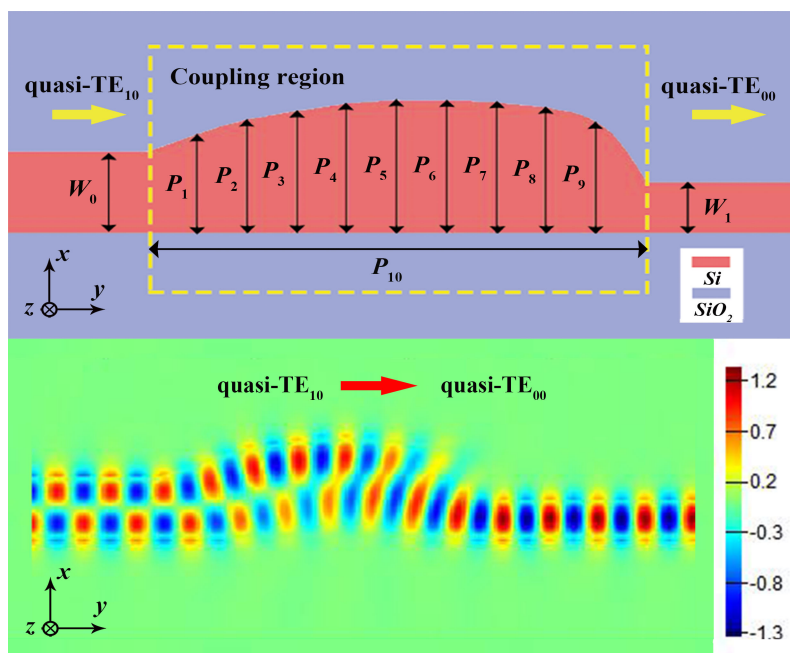 Coupling region
quasi-TE10
quasi-TE00
W0
P1
P2
P3
P4
P5
P6
P7
P8
P9
W1
P10
x
y
z
Si
SiO2
quasi-TE10
quasi-TE00
x
y
z
1.2
0.7
0.2
-0.3
-0.8
-1.3